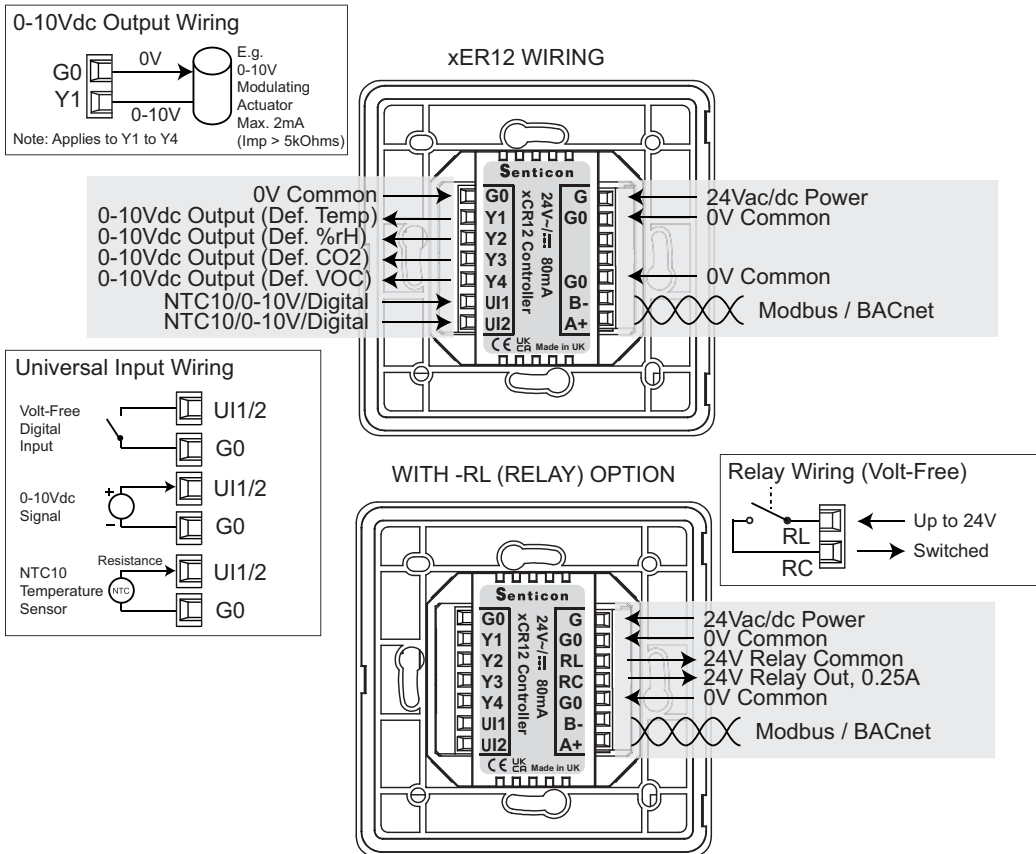 0-10Vdc Output Wiring
G0
0V
Y1
0-10V
E.g.
0-10V
Modulating
Actuator
Max. 2mA
(Imp > 5kOhms)
Note: Applies to Y1 to Y4
xER12 WIRING
0V Common
0-10Vdc Output (Def. Temp)
0-10Vdc Output (Def. %rH)
0-10Vdc Output (Def. CO2)
0-10Vdc Output (Def. VOC)
NTC10/0-10V/Digital
NTC10/0-10V/Digital
Senticon
G0
Y1
Y2
Y3
Y4
UI1
UI2
xCR12 Controller
24V~/⎓ 80mA
G
G0
G0
B-
A+
CE UK CA Made in UK
24Vac/dc Power
0V Common
0V Common
Modbus / BACnet
Universal Input Wiring
Volt-Free
Digital
Input
UI1/2
G0
0-10Vdc
Signal
+
-
UI1/2
G0
NTC10
Temperature
Sensor
Resistance
NTC
UI1/2
G0
WITH -RL (RELAY) OPTION
Senticon
G0
Y1
Y2
Y3
Y4
UI1
UI2
xCR12 Controller
24V~/⎓ 80mA
G
G0
RL
RC
G0
B-
A+
CE UK CA Made in UK
Relay Wiring (Volt-Free)
RL
RC
Up to 24V
Switched
24Vac/dc Power
0V Common
24V Relay Common
24V Relay Out, 0.25A
0V Common
Modbus / BACnet